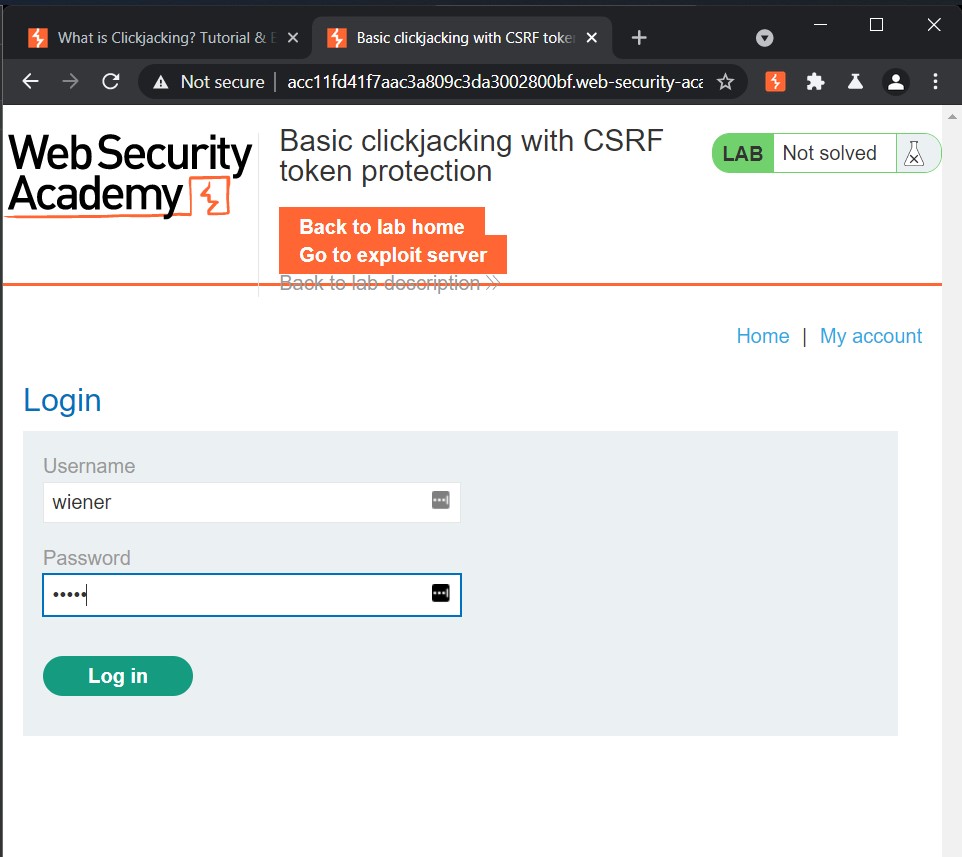 What is Clickjacking? Tutorial & E
Basic clickjacking with CSRF toke
Not secure
acc11fd41f7aac3a809c3da3002800bf.web-security-aca
Web Security
Academy
Basic clickjacking with CSRF
token protection
LAB
Not solved
Back to lab home
Go to exploit server
Back to lab description
Home | My account
Login
Username
wiener
Password
•••••
Log in